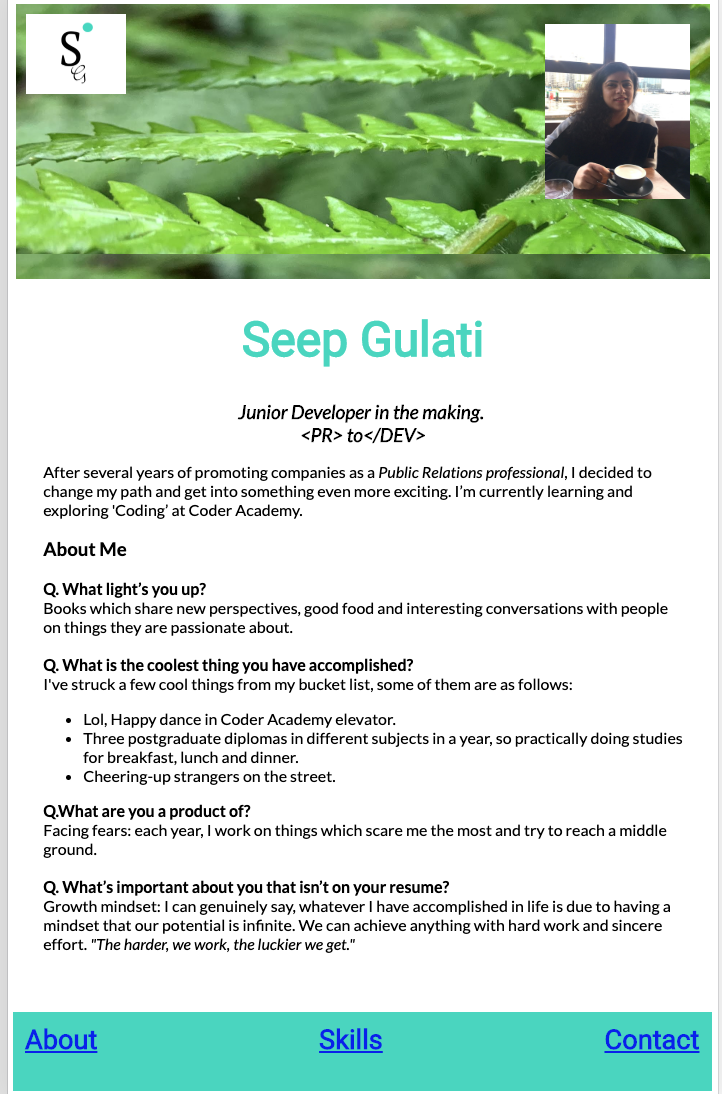 S
G
Seep Gulati
Junior Developer in the making.
<PR> to</DEV>
After several years of promoting companies as a Public Relations professional, I decided to
change my path and get into something even more exciting. I’m currently learning and
exploring 'Coding’ at Coder Academy.
About Me
Q. What light’s you up?
Books which share new perspectives, good food and interesting conversations with people
on things they are passionate about.
Q. What is the coolest thing you have accomplished?
I've struck a few cool things from my bucket list, some of them are as follows:
• Lol, Happy dance in Coder Academy elevator.
• Three postgraduate diplomas in different subjects in a year, so practically doing studies
for breakfast, lunch and dinner.
• Cheering-up strangers on the street.
Q.What are you a product of?
Facing fears: each year, I work on things which scare me the most and try to reach a middle
ground.
Q. What’s important about you that isn’t on your resume?
Growth mindset: I can genuinely say, whatever I have accomplished in life is due to having a
mindset that our potential is infinite. We can achieve anything with hard work and sincere
effort. "The harder, we work, the luckier we get."
About Skills Contact